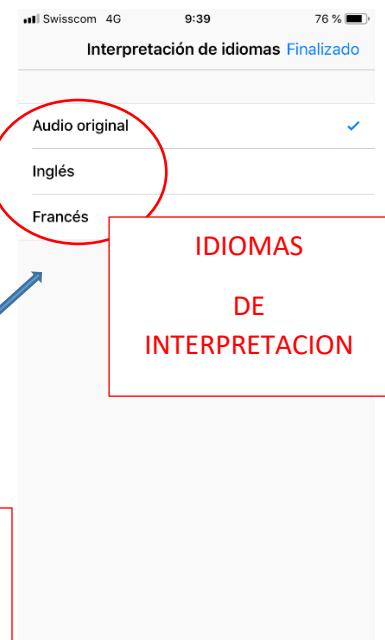 Swisscom 4G 9:39 76 %
Interpretación de idiomas Finalizado
Audio original
Inglés
Francés
IDIOMAS
DE
INTERPRETACION